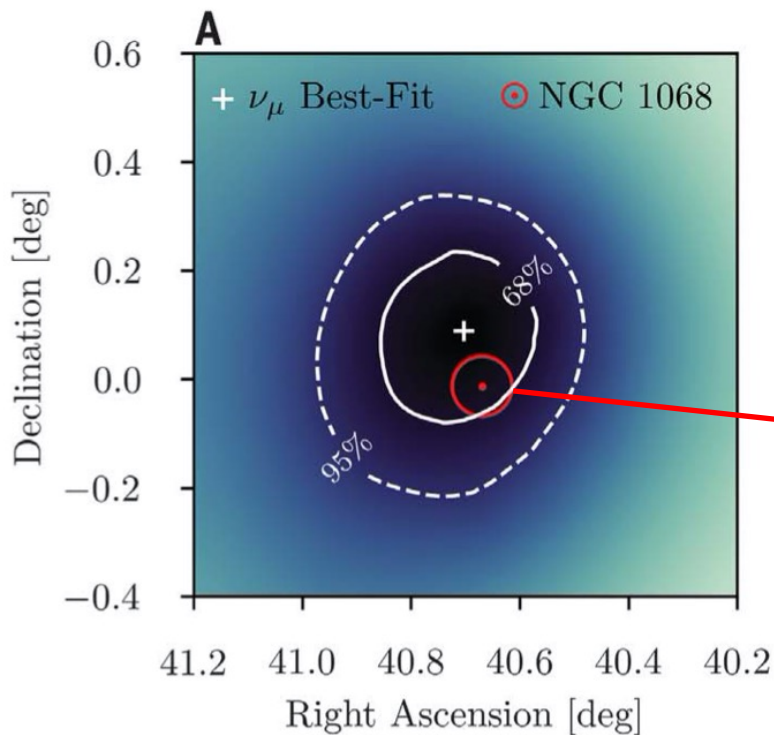 A
0.6
0.4
0.2
0.0
−0.2
−0.4
Declination [deg]
+ νμ Best-Fit
NGC 1068
68%
95%
41.2 41.0 40.8 40.6 40.4 40.2
Right Ascension [deg]